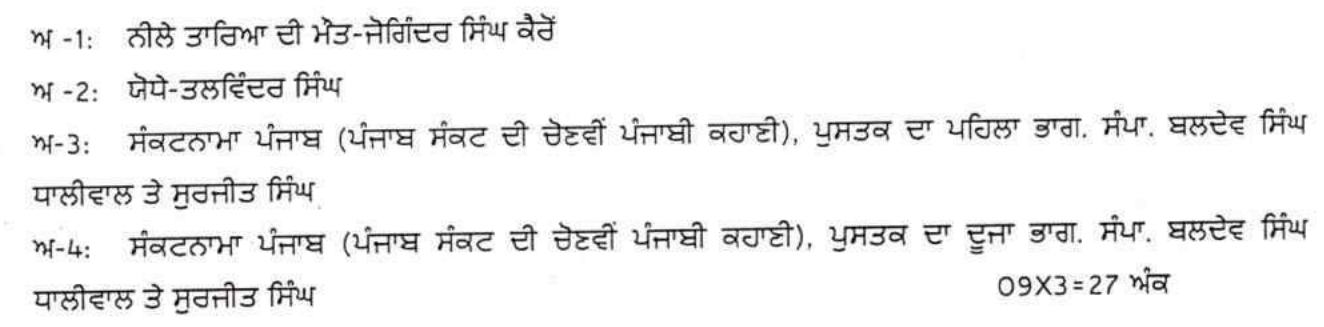 ਅ -1: ਨੀਲੇ ਤਾਰਿਆ ਦੀ ਮੌਤ-ਜੋਗਿੰਦਰ ਸਿੰਘ ਕੈਰੋਂ
ਅ -2: ਯੋਧੇ-ਤਲਵਿੰਦਰ ਸਿੰਘ
ਅ-3: ਸੰਕਟਨਾਮਾ ਪੰਜਾਬ (ਪੰਜਾਬ ਸੰਕਟ ਦੀ ਚੋਣਵੀਂ ਪੰਜਾਬੀ ਕਹਾਣੀ), ਪੁਸਤਕ ਦਾ ਪਹਿਲਾ ਭਾਗ. ਸੰਪਾ. ਬਲਦੇਵ ਸਿੰਘ
ਧਾਲੀਵਾਲ ਤੇ ਸੁਰਜੀਤ ਸਿੰਘ
ਅ-4: ਸੰਕਟਨਾਮਾ ਪੰਜਾਬ (ਪੰਜਾਬ ਸੰਕਟ ਦੀ ਚੋਣਵੀਂ ਪੰਜਾਬੀ ਕਹਾਣੀ), ਪੁਸਤਕ ਦਾ ਦੂਜਾ ਭਾਗ. ਸੰਪਾ. ਬਲਦੇਵ ਸਿੰਘ
ਧਾਲੀਵਾਲ ਤੇ ਸੁਰਜੀਤ ਸਿੰਘ 09X3=27 ਅੰਕ